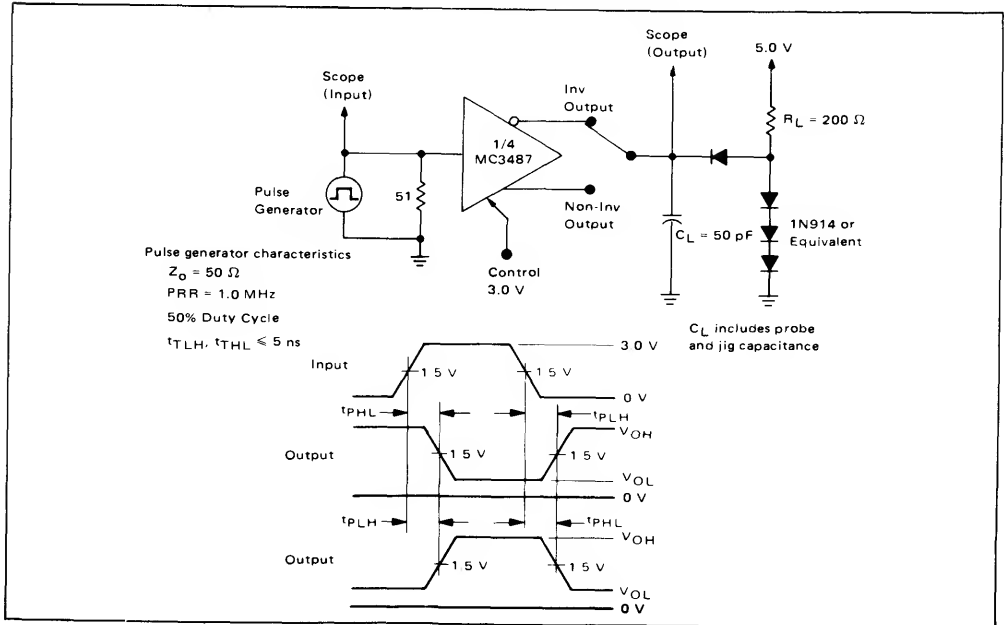 Scope
(Input)
Scope
(Output)
5.0 V
Inv
Output
R_L = 200 Ω
1/4
MC3487
51
Pulse
Generator
Non-Inv
Output
C_L = 50 pF
1N914 or
Equivalent
Control
3.0 V
Pulse generator characteristics
Z_o = 50 Ω
PRR = 1.0 MHz
50% Duty Cycle
t_TLH, t_THL ⩽ 5 ns
C_L includes probe
and jig capacitance
Input
3.0 V
1.5 V
1.5 V
0 V
t_PHL
t_PLH
V_OH
Output
1.5 V
1.5 V
V_OL
0 V
t_PLH
t_PHL
V_OH
Output
1.5 V
1.5 V
V_OL
0 V